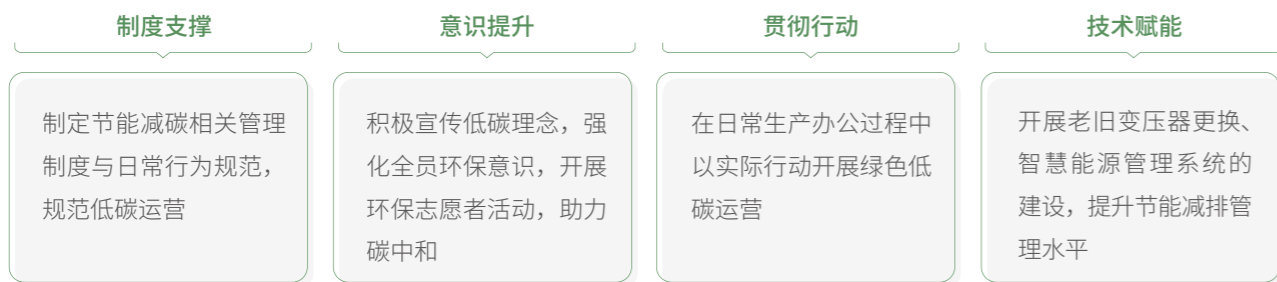 制度支撑
制定节能减碳相关管理
制度与日常行为规范，
规范低碳运营
意识提升
积极宣传低碳理念，强
化全员环保意识，开展
环保志愿者活动，助力
碳中和
贯彻行动
在日常生产办公过程中
以实际行动开展绿色低
碳运营
技术赋能
开展老旧变压器更换、
智慧能源管理系统的
建设，提升节能减排管
理水平